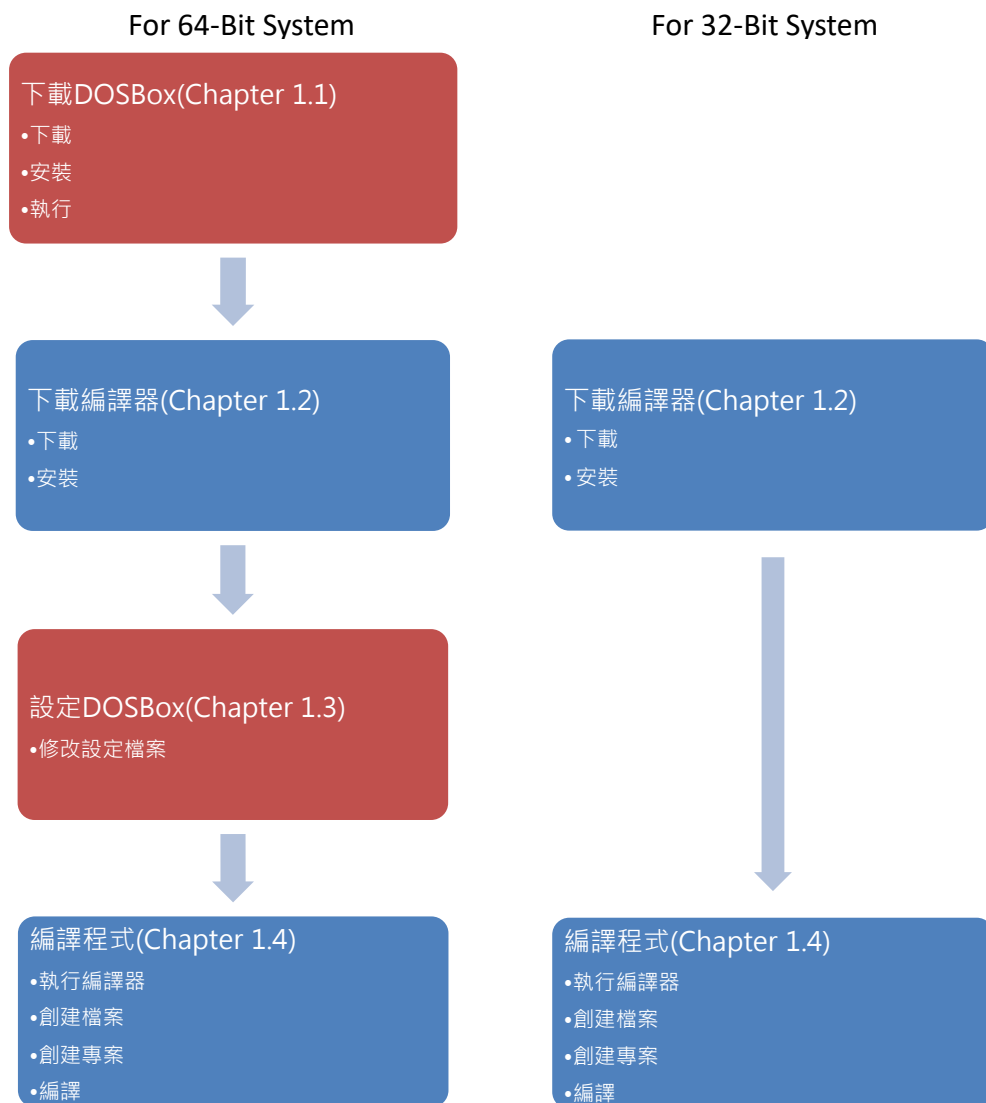 For 64-Bit System
下載DOSBox(Chapter 1.1)
•下載
•安裝
•執行
下載編譯器(Chapter 1.2)
•下載
•安裝
設定DOSBox(Chapter 1.3)
•修改設定檔案
編譯程式(Chapter 1.4)
•執行編譯器
•創建檔案
•創建專案
•編譯
For 32-Bit System
下載編譯器(Chapter 1.2)
•下載
•安裝
編譯程式(Chapter 1.4)
•執行編譯器
•創建檔案
•創建專案
•編譯